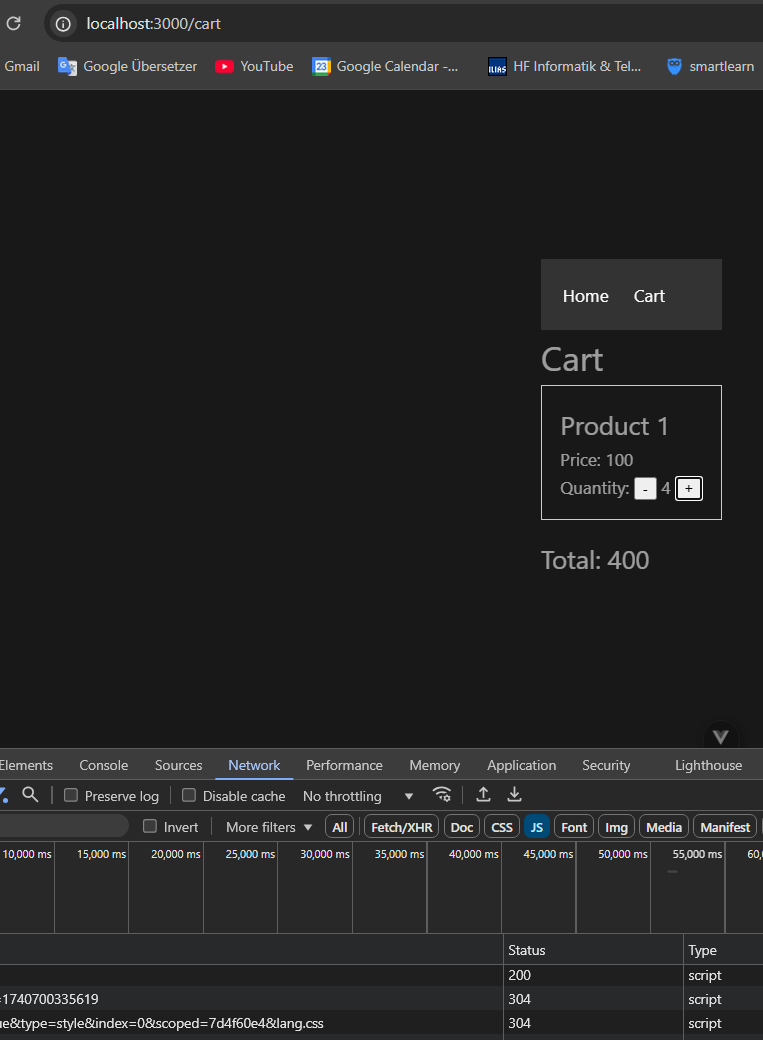 localhost:3000/cart
Gmail Google Übersetzer YouTube 23 Google Calendar -... ILIAS HF Informatik & Tel... smartlearn
Home Cart
Cart
Product 1
Price: 100
Quantity: - 4 +
Total: 400
Elements Console Sources Network Performance Memory Application Security Lighthouse
Preserve log Disable cache No throttling
Invert More filters All Fetch/XHR Doc CSS JS Font Img Media Manifest
10,000 ms 15,000 ms 20,000 ms 25,000 ms 30,000 ms 35,000 ms 40,000 ms 45,000 ms 50,000 ms 55,000 ms 60,
Status Type
200 script
=1740700335619 304 script
ue&type=style&index=0&scoped=7d4f60e4&lang.css 304 script